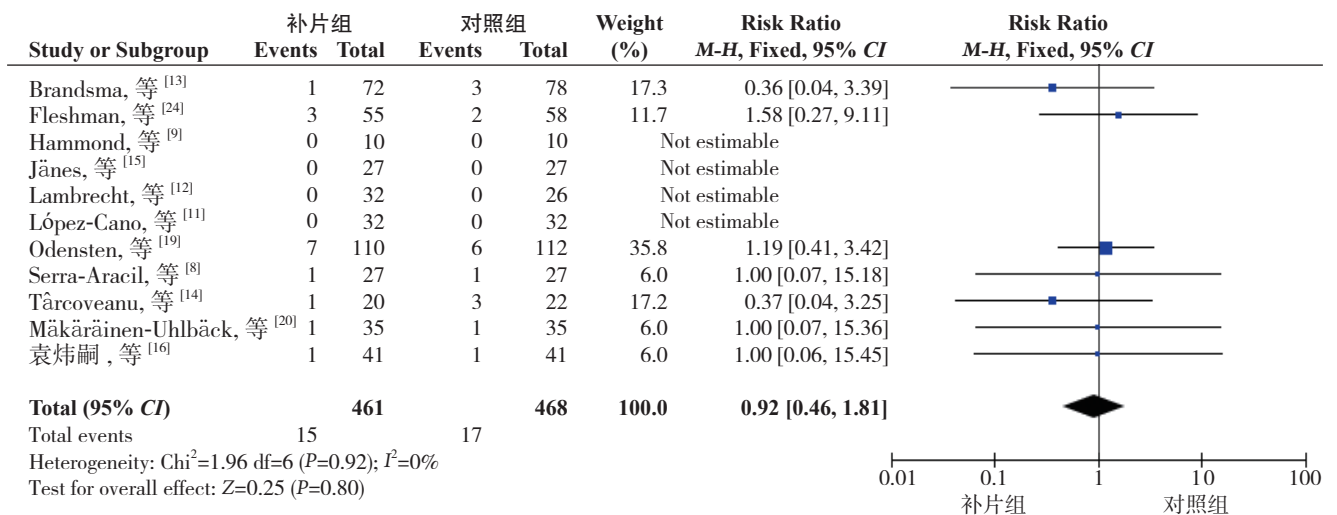 补片组 对照组 Weight Risk Ratio Risk Ratio
Study or Subgroup Events Total Events Total (%) M-H, Fixed, 95% CI M-H, Fixed, 95% CI
Brandsma, 等 [13] 1 72 3 78 17.3 0.36 [0.04, 3.39]
Fleshman, 等 [24] 3 55 2 58 11.7 1.58 [0.27, 9.11]
Hammond, 等 [9] 0 10 0 10 Not estimable
Jänes, 等 [15] 0 27 0 27 Not estimable
Lambrecht, 等 [12] 0 32 0 26 Not estimable
López-Cano, 等 [11] 0 32 0 32 Not estimable
Odensten, 等 [19] 7 110 6 112 35.8 1.19 [0.41, 3.42]
Serra-Aracil, 等 [8] 1 27 1 27 6.0 1.00 [0.07, 15.18]
Târcoveanu, 等 [14] 1 20 3 22 17.2 0.37 [0.04, 3.25]
Mäkäräinen-Uhlbäck, 等 [20] 1 35 1 35 6.0 1.00 [0.07, 15.36]
袁炜嗣 , 等 [16] 1 41 1 41 6.0 1.00 [0.06, 15.45]
Total (95% CI) 461 468 100.0 0.92 [0.46, 1.81]
Total events 15 17
Heterogeneity: Chi²=1.96 df=6 (P=0.92); I²=0%
Test for overall effect: Z=0.25 (P=0.80)
0.01 0.1 1 10 100
补片组 对照组